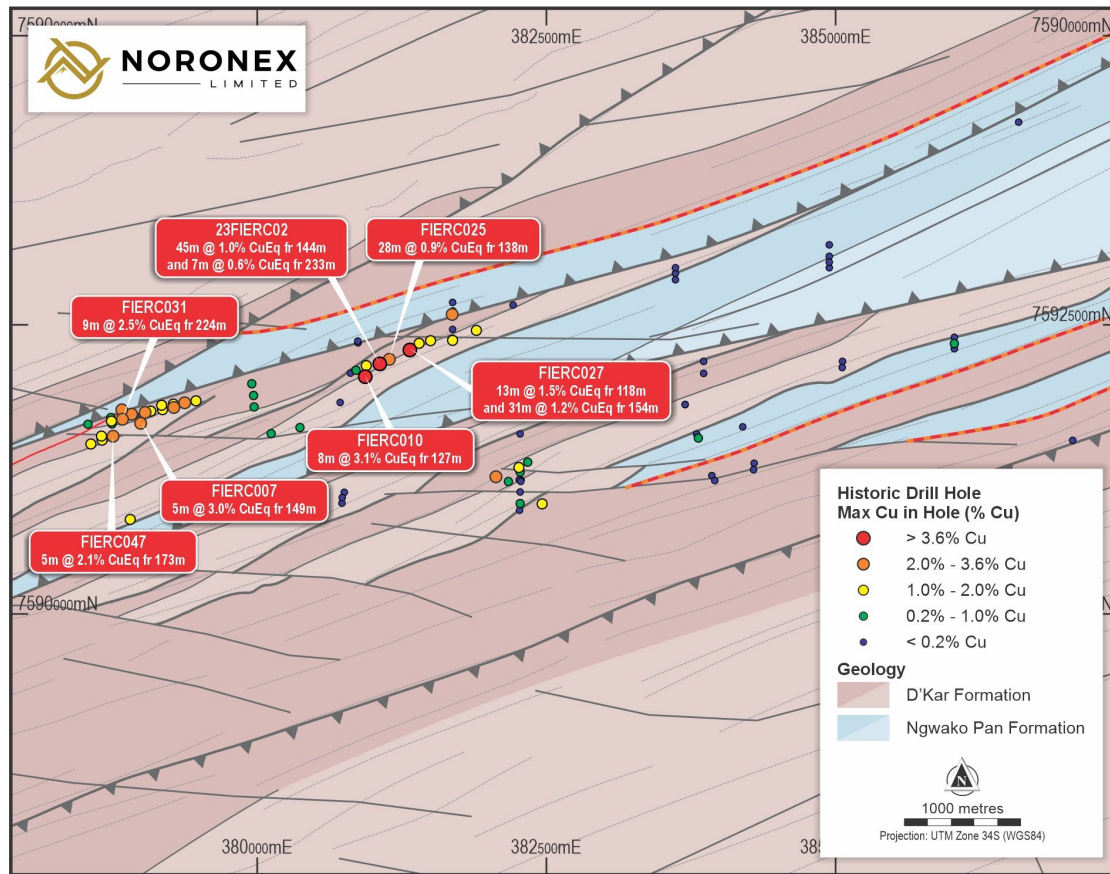 7590000mN
382500mE
385000mE
7590000mN
NORONEX
LIMITED
23FIERC02
45m @ 1.0% CuEq fr 144m
and 7m @ 0.6% CuEq fr 233m
FIERC025
28m @ 0.9% CuEq fr 138m
FIERC031
9m @ 2.5% CuEq fr 224m
7592500mN
FIERC027
13m @ 1.5% CuEq fr 118m
and 31m @ 1.2% CuEq fr 154m
FIERC010
8m @ 3.1% CuEq fr 127m
FIERC007
5m @ 3.0% CuEq fr 149m
FIERC047
5m @ 2.1% CuEq fr 173m
7590000mN
Historic Drill Hole
Max Cu in Hole (% Cu)
> 3.6% Cu
2.0% - 3.6% Cu
1.0% - 2.0% Cu
0.2% - 1.0% Cu
< 0.2% Cu
Geology
D'Kar Formation
Ngwako Pan Formation
N
1000 metres
Projection: UTM Zone 34S (WGS84)
380000mE
382500mE